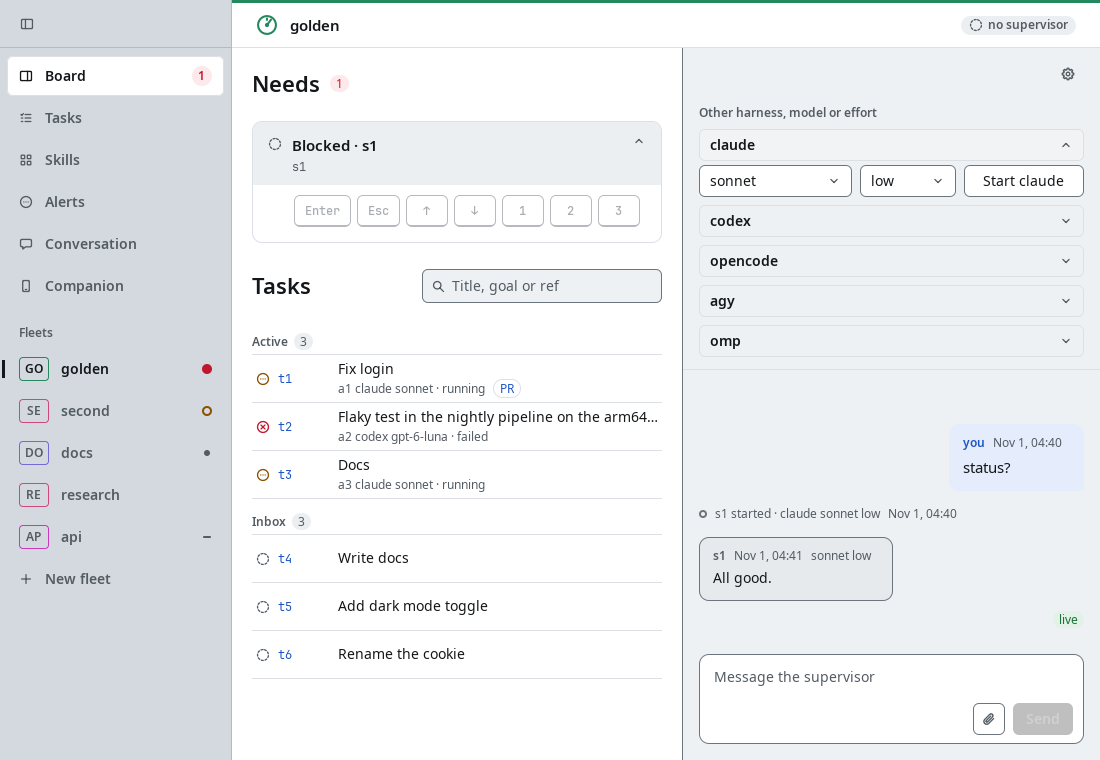 golden
no supervisor
Board 1
Tasks
Skills
Alerts
Conversation
Companion
Fleets
GO golden
SE second
DO docs
RE research
AP api
New fleet
Needs 1
Blocked · s1
s1
Enter Esc ↑ ↓ 1 2 3
Tasks
Title, goal or ref
Active 3
t1 Fix login
a1 claude sonnet · running PR
t2 Flaky test in the nightly pipeline on the arm64…
a2 codex gpt-6-luna · failed
t3 Docs
a3 claude sonnet · running
Inbox 3
t4 Write docs
t5 Add dark mode toggle
t6 Rename the cookie
Other harness, model or effort
claude
sonnet low Start claude
codex
opencode
agy
omp
you Nov 1, 04:40
status?
s1 started · claude sonnet low Nov 1, 04:40
s1 Nov 1, 04:41 sonnet low
All good.
live
Message the supervisor
Send